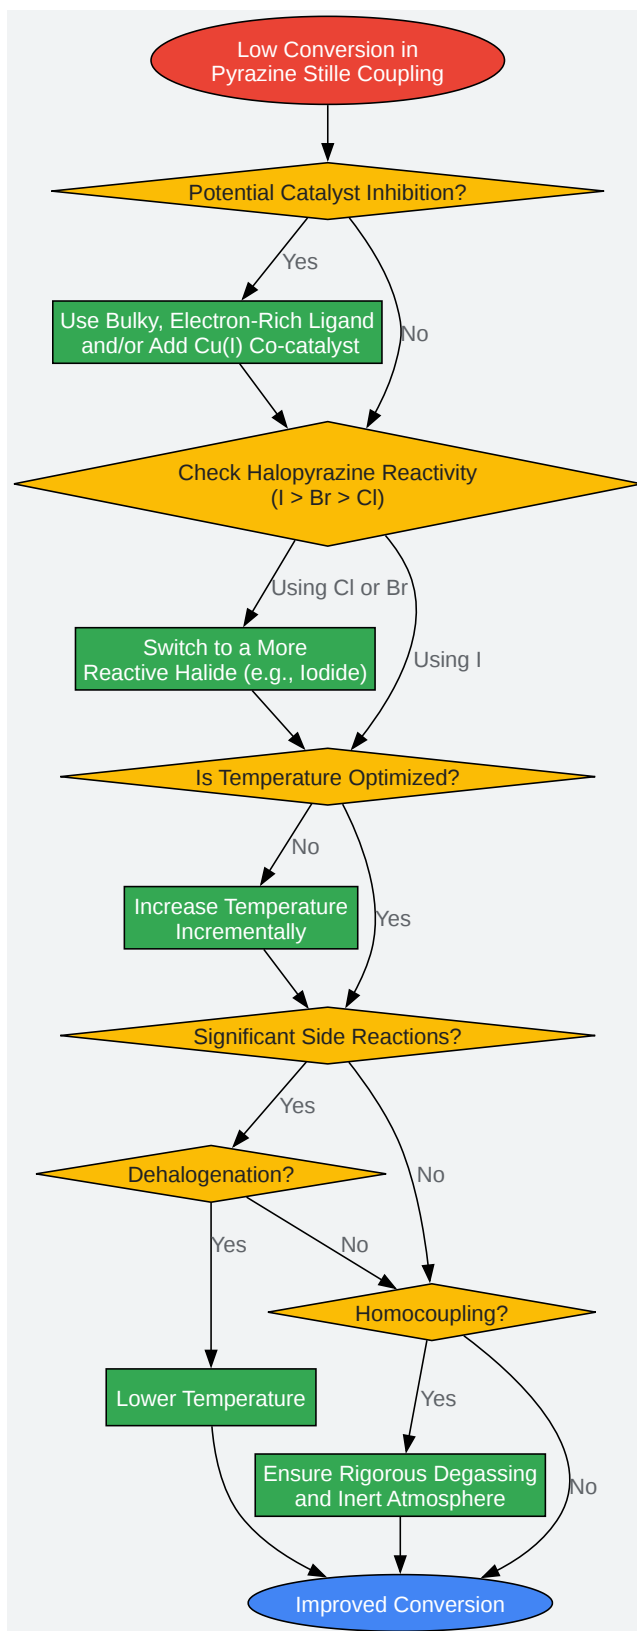 Low Conversion in
Pyrazine Stille Coupling
Potential Catalyst Inhibition?
Yes
Use Bulky, Electron-Rich Ligand
and/or Add Cu(I) Co-catalyst
No
Check Halopyrazine Reactivity
(I > Br > Cl)
Using Cl or Br
Switch to a More
Reactive Halide (e.g., Iodide)
Using I
Is Temperature Optimized?
No
Increase Temperature
Incrementally
Yes
Significant Side Reactions?
Yes
Dehalogenation?
No
Yes
No
Homocoupling?
Lower Temperature
Yes
Ensure Rigorous Degassing
and Inert Atmosphere
No
Improved Conversion